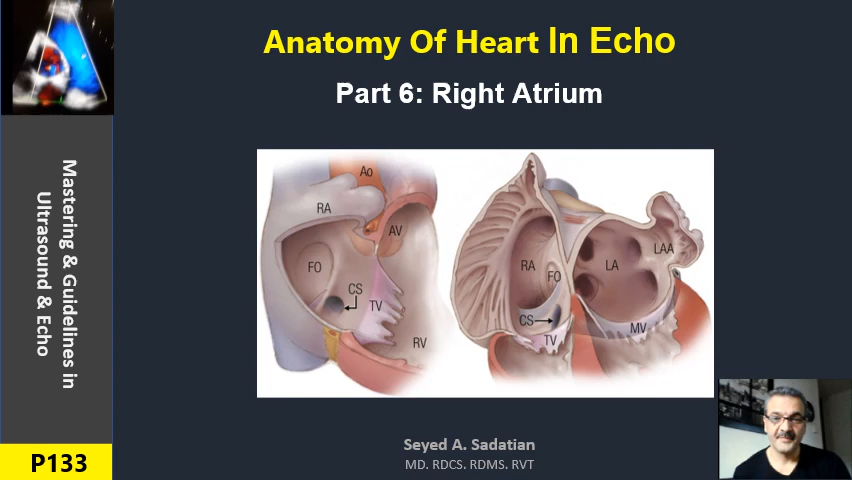 Anatomy Of Heart In Echo
Part 6: Right Atrium
Mastering & Guidelines in
Ultrasound & Echo
Ao
RA
AV
FO
CS
TV
RV
RA
FO
LA
LAA
CS
TV
MV
Seyed A. Sadatian
MD. RDCS. RDMS. RVT
P133